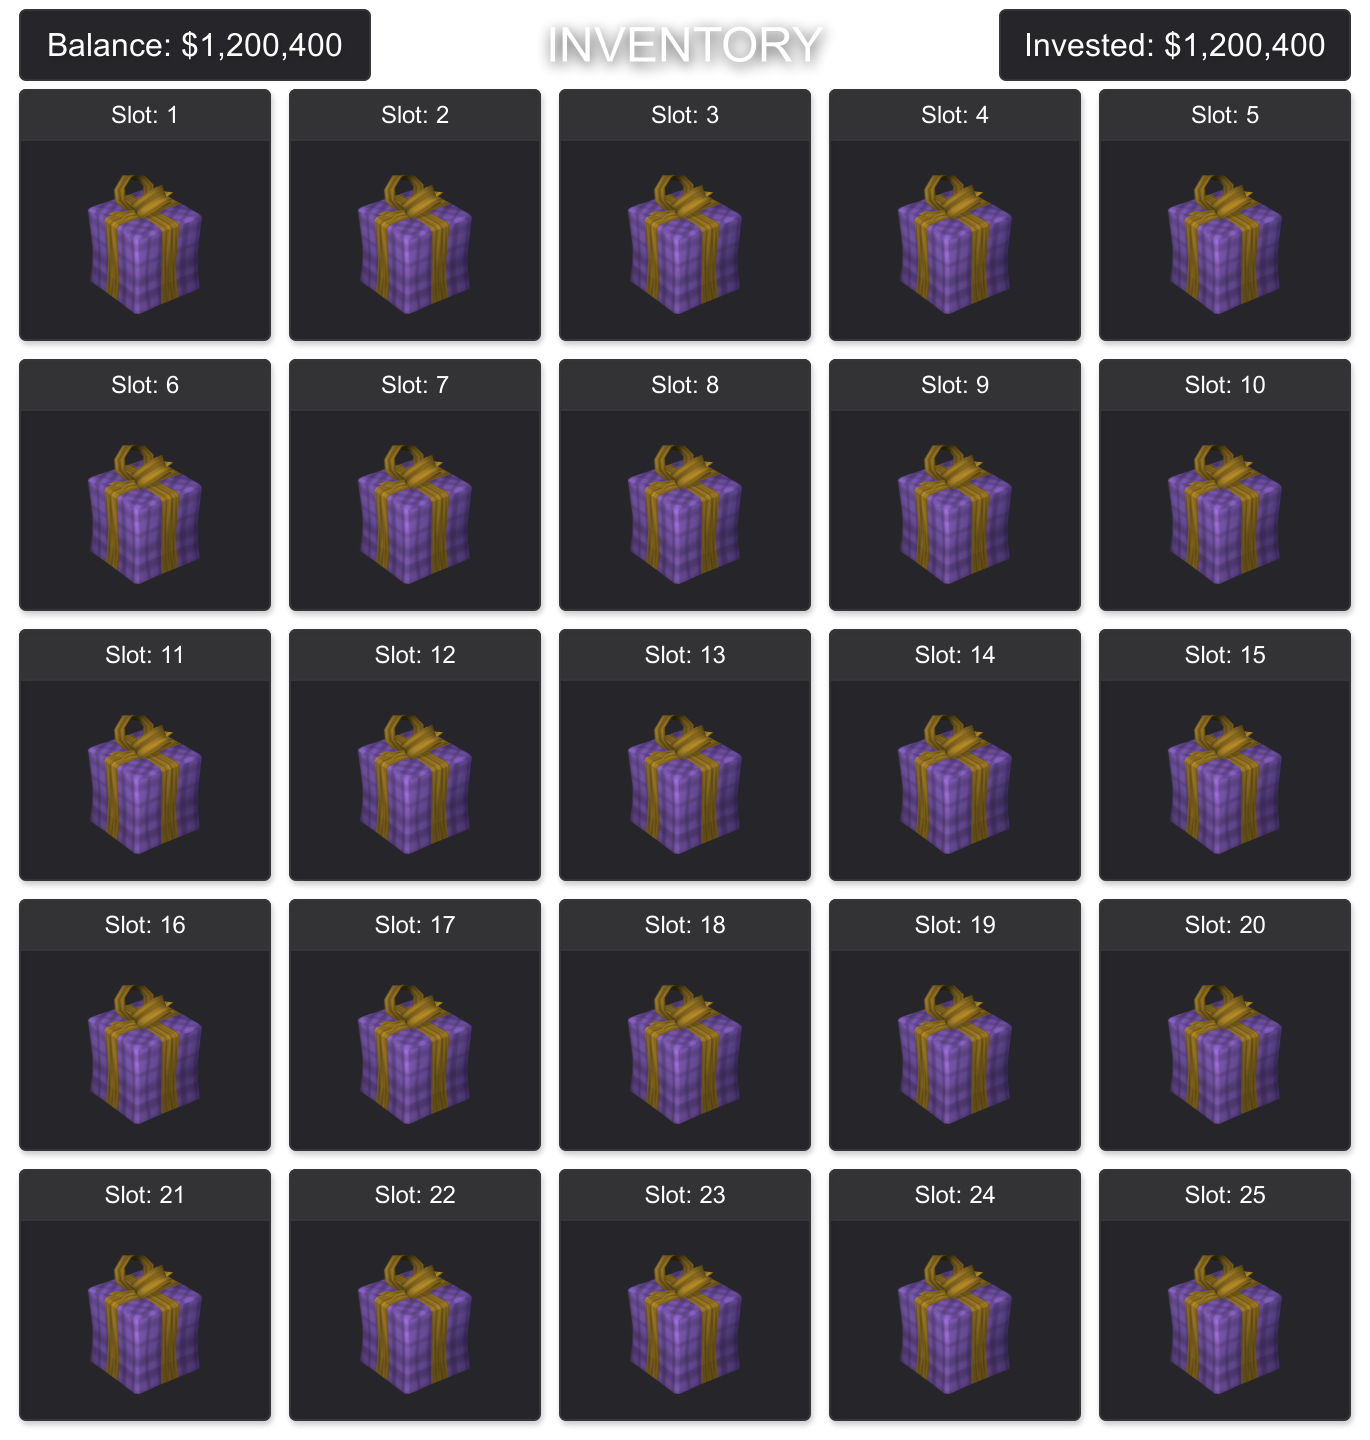 Balance: $1,200,400
INVENTORY
Invested: $1,200,400
Slot: 1
Slot: 2
Slot: 3
Slot: 4
Slot: 5
Slot: 6
Slot: 7
Slot: 8
Slot: 9
Slot: 10
Slot: 11
Slot: 12
Slot: 13
Slot: 14
Slot: 15
Slot: 16
Slot: 17
Slot: 18
Slot: 19
Slot: 20
Slot: 21
Slot: 22
Slot: 23
Slot: 24
Slot: 25